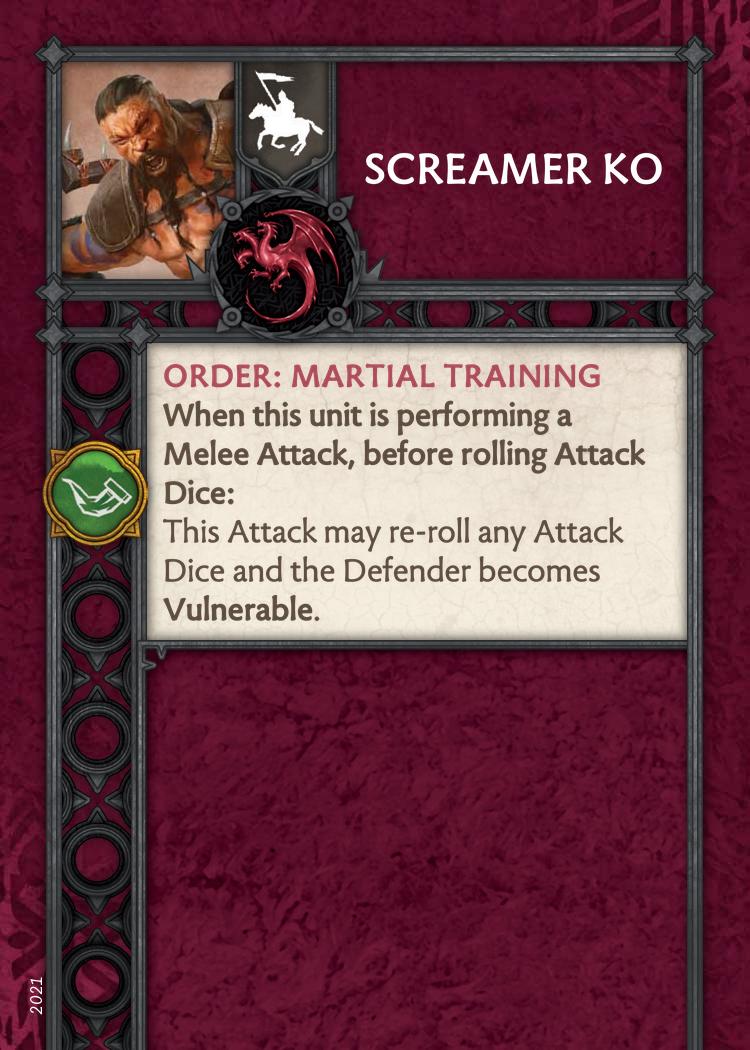 SCREAMER KO
ORDER: MARTIAL TRAINING
When this unit is performing a
Melee Attack, before rolling Attack
Dice:
This Attack may re-roll any Attack
Dice and the Defender becomes
Vulnerable.
2021